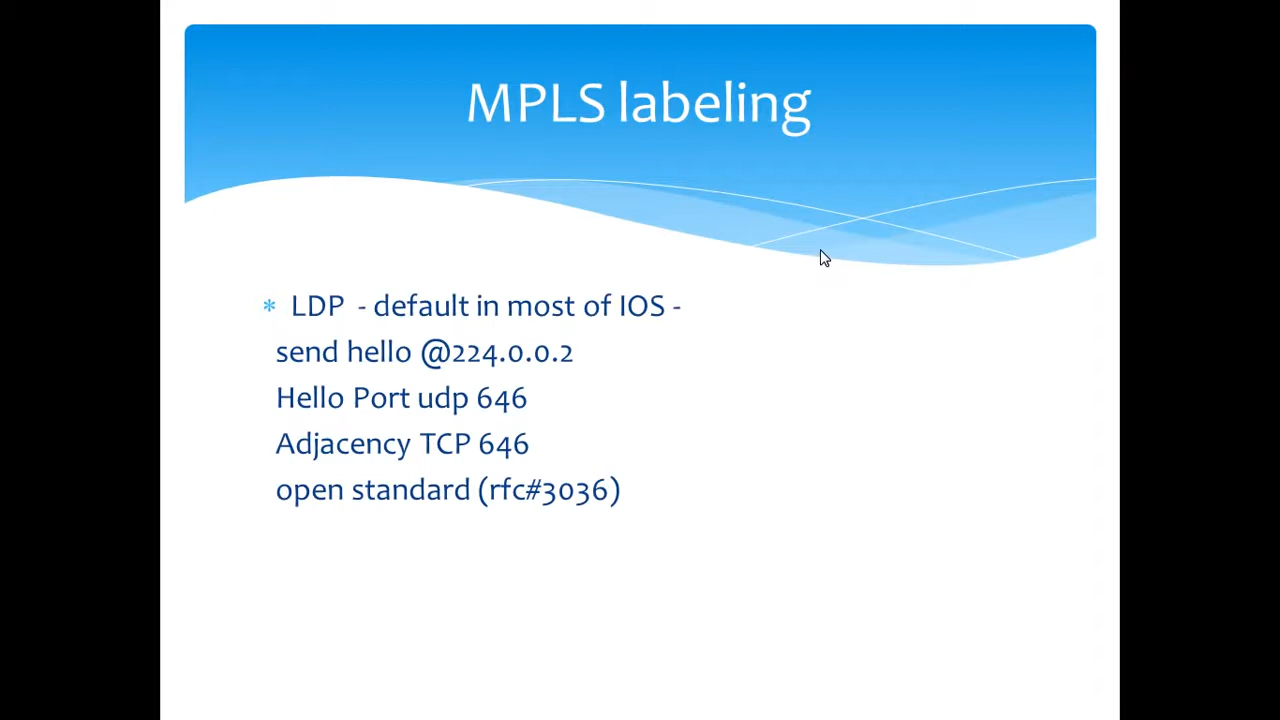 MPLS labeling
* LDP - default in most of IOS -
send hello @224.0.0.2
Hello Port udp 646
Adjacency TCP 646
open standard (rfc#3036)